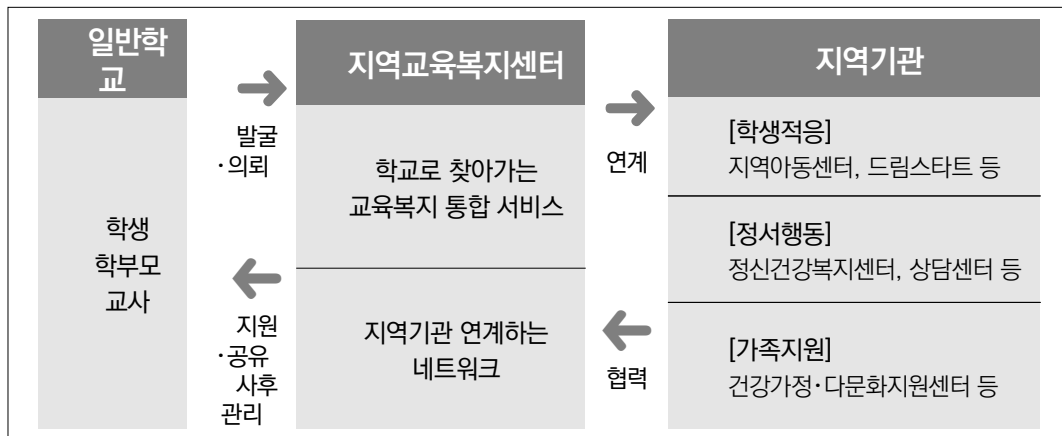 일반학
교
학생
학부모
교사
발굴
·의뢰
지원
·공유
사후
관리
지역교육복지센터
학교로 찾아가는
교육복지 통합 서비스
지역기관 연계하는
네트워크
연계
협력
지역기관
[학생적응]
지역아동센터, 드림스타트 등
[정서행동]
정신건강복지센터, 상담센터 등
[가족지원]
건강가정·다문화지원센터 등